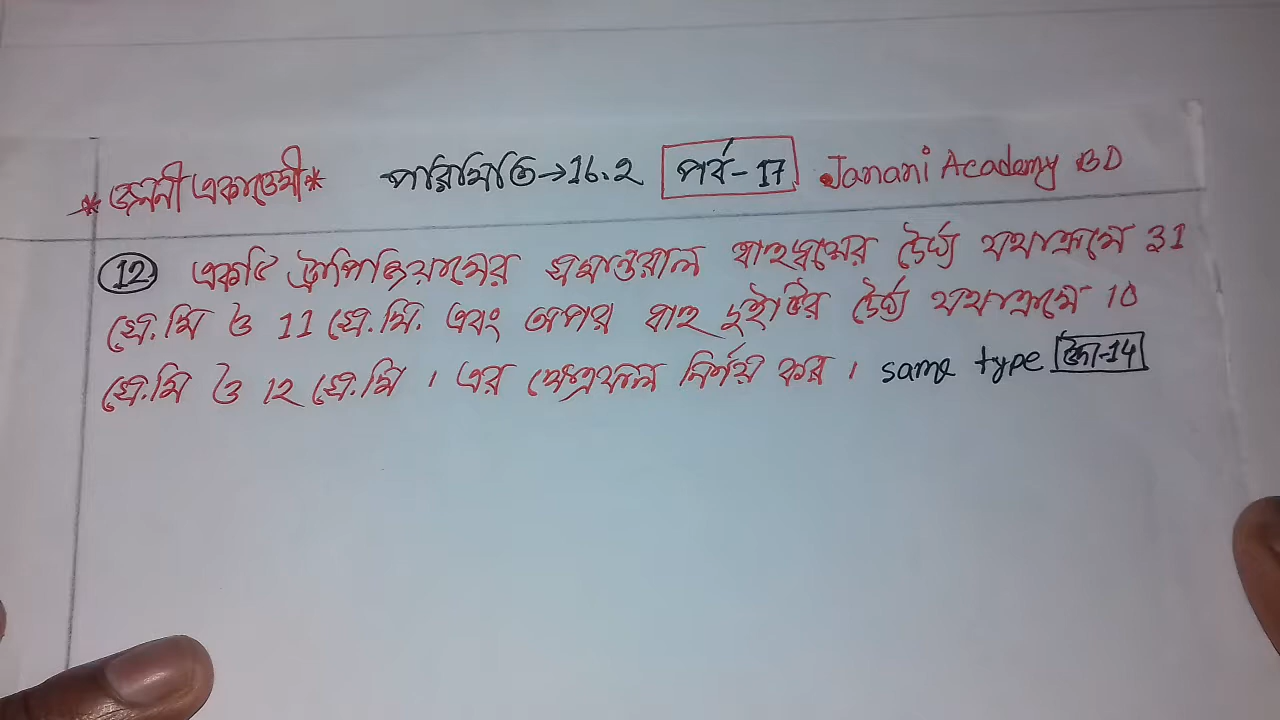 * জননী একাডেমী * পরিমিতি→16.2 পর্ব-17 Janani Academy BD
12 একটি ট্রাপিজিয়ামের সমান্তরাল বাহুদ্বয়ের দৈর্ঘ্য যথাক্রমে 31
সে.মি ও 11 সে.মি. এবং অপর বাহু দুইটির দৈর্ঘ্য যথাক্রমে 10
সে.মি ও 12 সে.মি । এর ক্ষেত্রফল নির্ণয় কর । same type